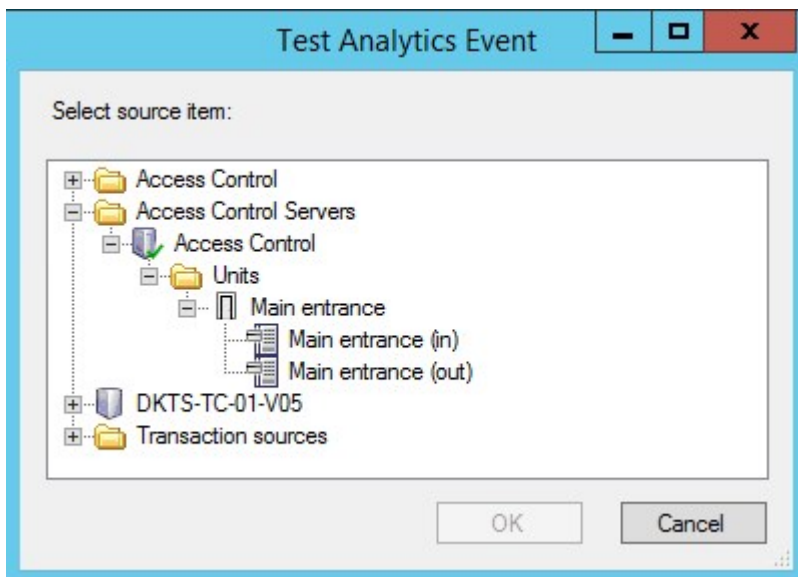 Test Analytics Event
Select source item:
Access Control
Access Control Servers
Access Control
Units
Main entrance
Main entrance (in)
Main entrance (out)
DKTS-TC-01-V05
Transaction sources
OK Cancel